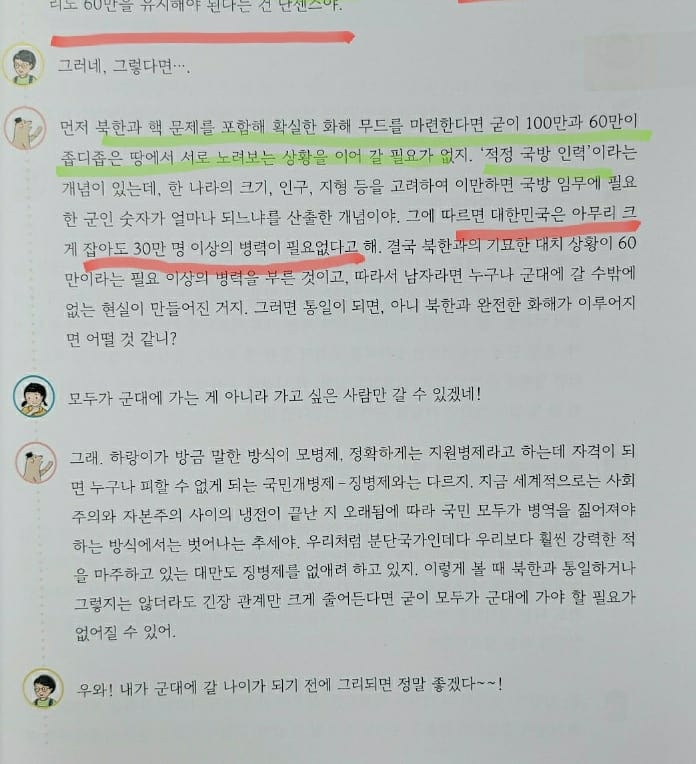 리도 60만을 유지해야 된다는 건 난센스야.
그러네, 그렇다면….
먼저 북한과 핵 문제를 포함해 확실한 화해 무드를 마련한다면 굳이 100만과 60만이
좁디좁은 땅에서 서로 노려보는 상황을 이어 갈 필요가 없지. ‘적정 국방 인력’이라는
개념이 있는데, 한 나라의 크기, 인구, 지형 등을 고려하여 이만하면 국방 임무에 필요
한 군인 숫자가 얼마나 되느냐를 산출한 개념이야. 그에 따르면 대한민국은 아무리 크
게 잡아도 30만 명 이상의 병력이 필요없다고 해. 결국 북한과의 기묘한 대치 상황이 60
만이라는 필요 이상의 병력을 부른 것이고, 따라서 남자라면 누구나 군대에 갈 수밖에
없는 현실이 만들어진 거지. 그러면 통일이 되면, 아니 북한과 완전한 화해가 이루어지
면 어떨 것 같니?
모두가 군대에 가는 게 아니라 가고 싶은 사람만 갈 수 있겠네!
그래. 하랑이가 방금 말한 방식이 모병제, 정확하게는 지원병제라고 하는데 자격이 되
면 누구나 피할 수 없게 되는 국민개병제–징병제와는 다르지. 지금 세계적으로는 사회
주의와 자본주의 사이의 냉전이 끝난 지 오래됨에 따라 국민 모두가 병역을 짊어져야
하는 방식에서는 벗어나는 추세야. 우리처럼 분단국가인데다 우리보다 훨씬 강력한 적
을 마주하고 있는 대만도 징병제를 없애려 하고 있지. 이렇게 볼 때 북한과 통일하거나
그렇지는 않더라도 긴장 관계만 크게 줄어든다면 굳이 모두가 군대에 가야 할 필요가
없어질 수 있어.
우와! 내가 군대에 갈 나이가 되기 전에 그리되면 정말 좋겠다~~!